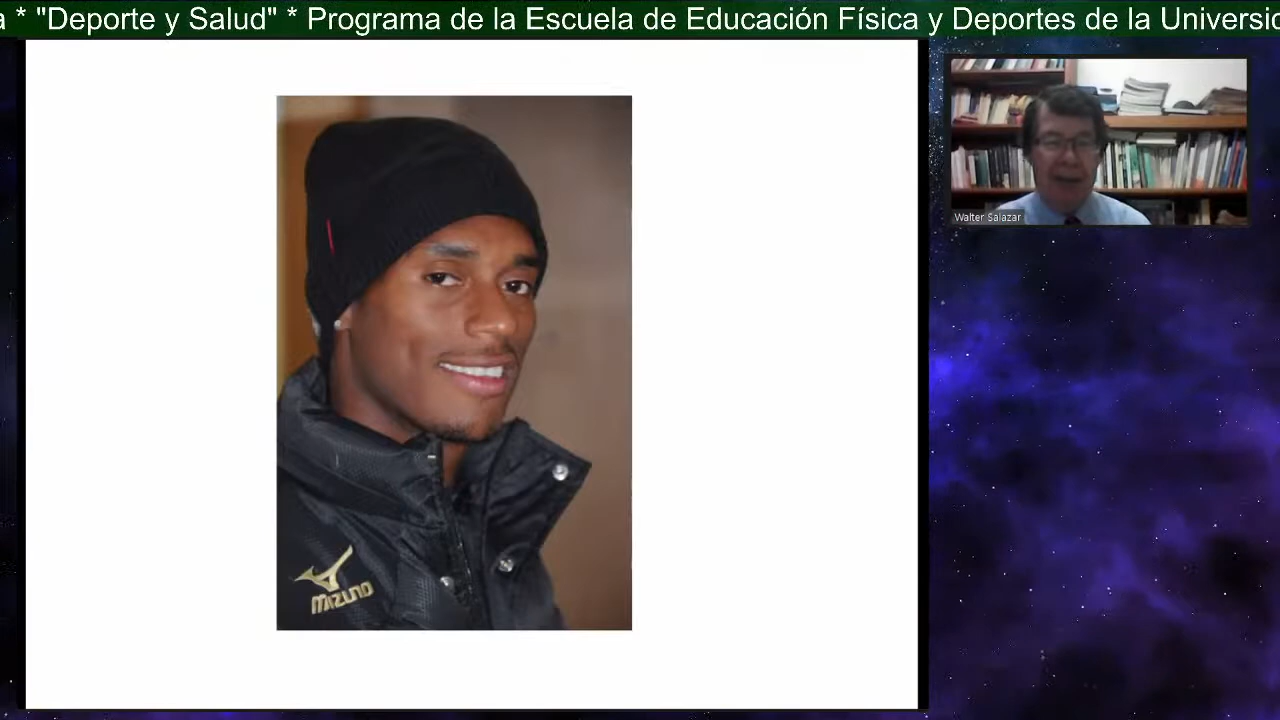 a * "Deporte y Salud" * Programa de la Escuela de Educación Física y Deportes de la Universid
Walter Salazar
MIZUNO